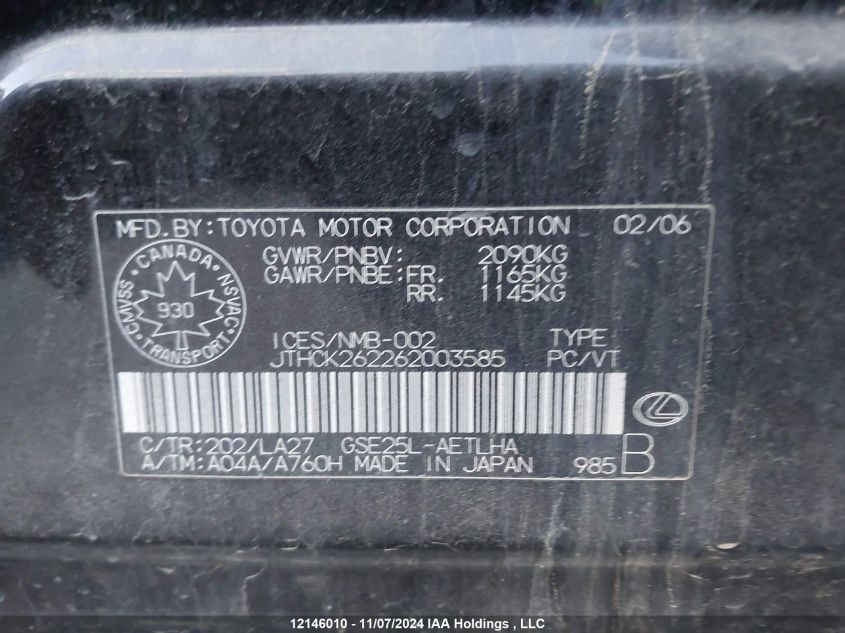 MFD.BY:TOYOTA MOTOR CORPORATION 02/06
GVWR/PNBV: 2090KG
GAWR/PNBE:FR. 1165KG
RR. 1145KG
CANADA
CMVSS NSVAC
930
TRANSPORT
ICES/NMB-002 TYPE
JTHCK262262003585 PC/VT
C/TR:202/LA27 GSE25L-AETLHA
A/TM:A04A/A760H MADE IN JAPAN 985 B
12146010 - 11/07/2024 IAA Holdings , LLC